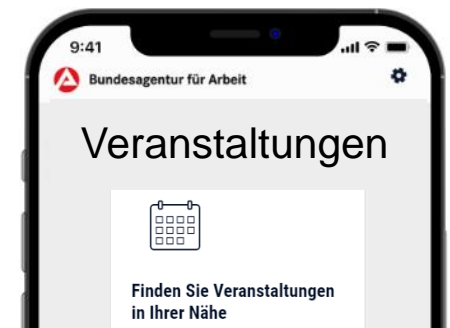 9:41
Bundesagentur für Arbeit
Veranstaltungen
Finden Sie Veranstaltungen
in Ihrer Nähe